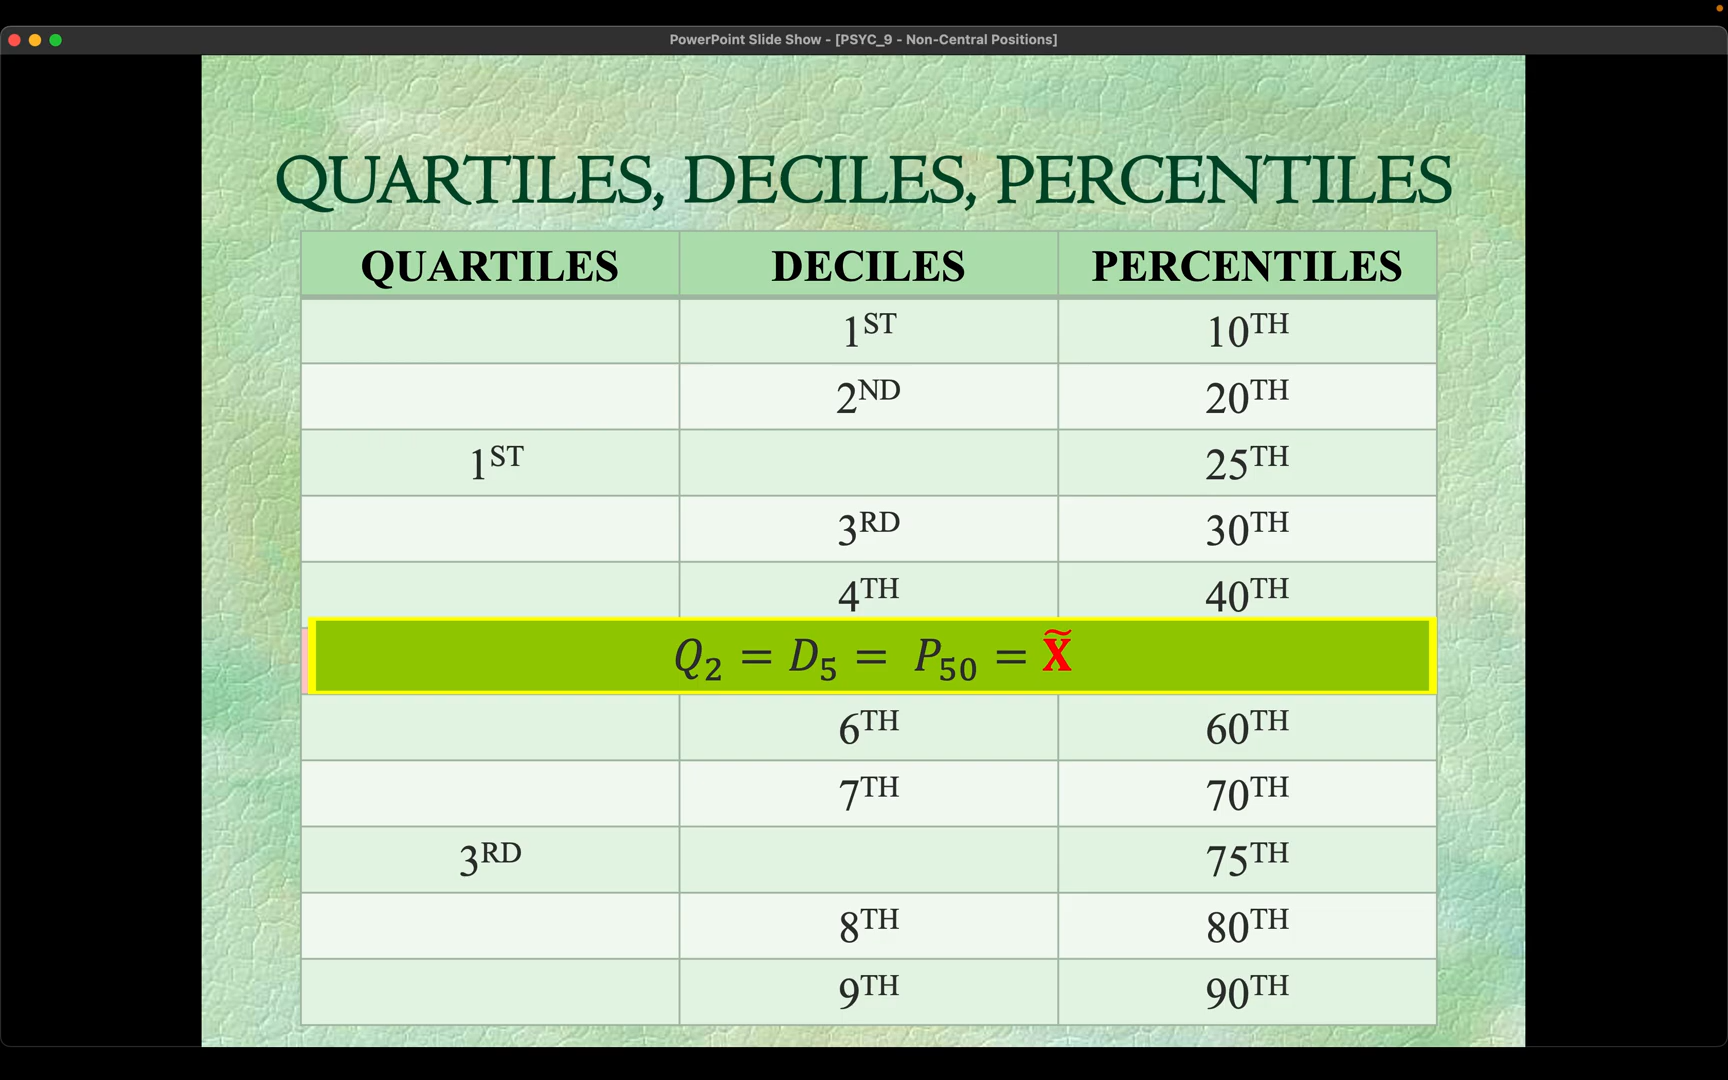 PowerPoint Slide Show - [PSYC_9 - Non-Central Positions]
QUARTILES, DECILES, PERCENTILES
QUARTILES DECILES PERCENTILES
1ST 10TH
2ND 20TH
1ST 25TH
3RD 30TH
4TH 40TH
Q₂ = D₅ = P₅₀ = X̃
6TH 60TH
7TH 70TH
3RD 75TH
8TH 80TH
9TH 90TH